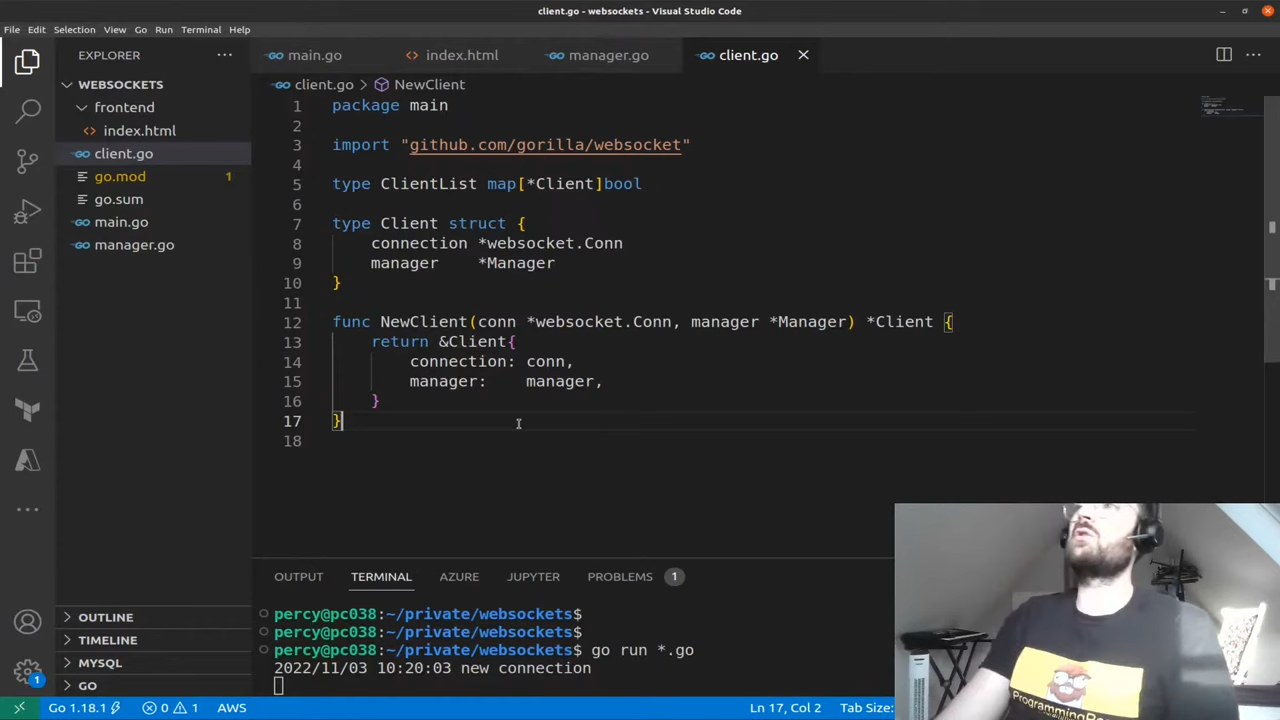 client.go - websockets - Visual Studio Code
File Edit Selection View Go Run Terminal Help
EXPLORER
WEBSOCKETS
frontend
index.html
client.go
go.mod 1
go.sum
main.go
manager.go
OUTLINE
TIMELINE
MYSQL
GO
main.go index.html manager.go client.go
client.go > NewClient
1 package main
2
3 import "github.com/gorilla/websocket"
4
5 type ClientList map[*Client]bool
6
7 type Client struct {
8 connection *websocket.Conn
9 manager *Manager
10 }
11
12 func NewClient(conn *websocket.Conn, manager *Manager) *Client {
13 return &Client{
14 connection: conn,
15 manager: manager,
16 }
17 }
18
OUTPUT TERMINAL AZURE JUPYTER PROBLEMS 1
percy@pc038:~/private/websockets$
percy@pc038:~/private/websockets$
percy@pc038:~/private/websockets$ go run *.go
2022/11/03 10:20:03 new connection
1
Go 1.18.1 0 1 AWS Ln 17, Col 2 Tab Size: